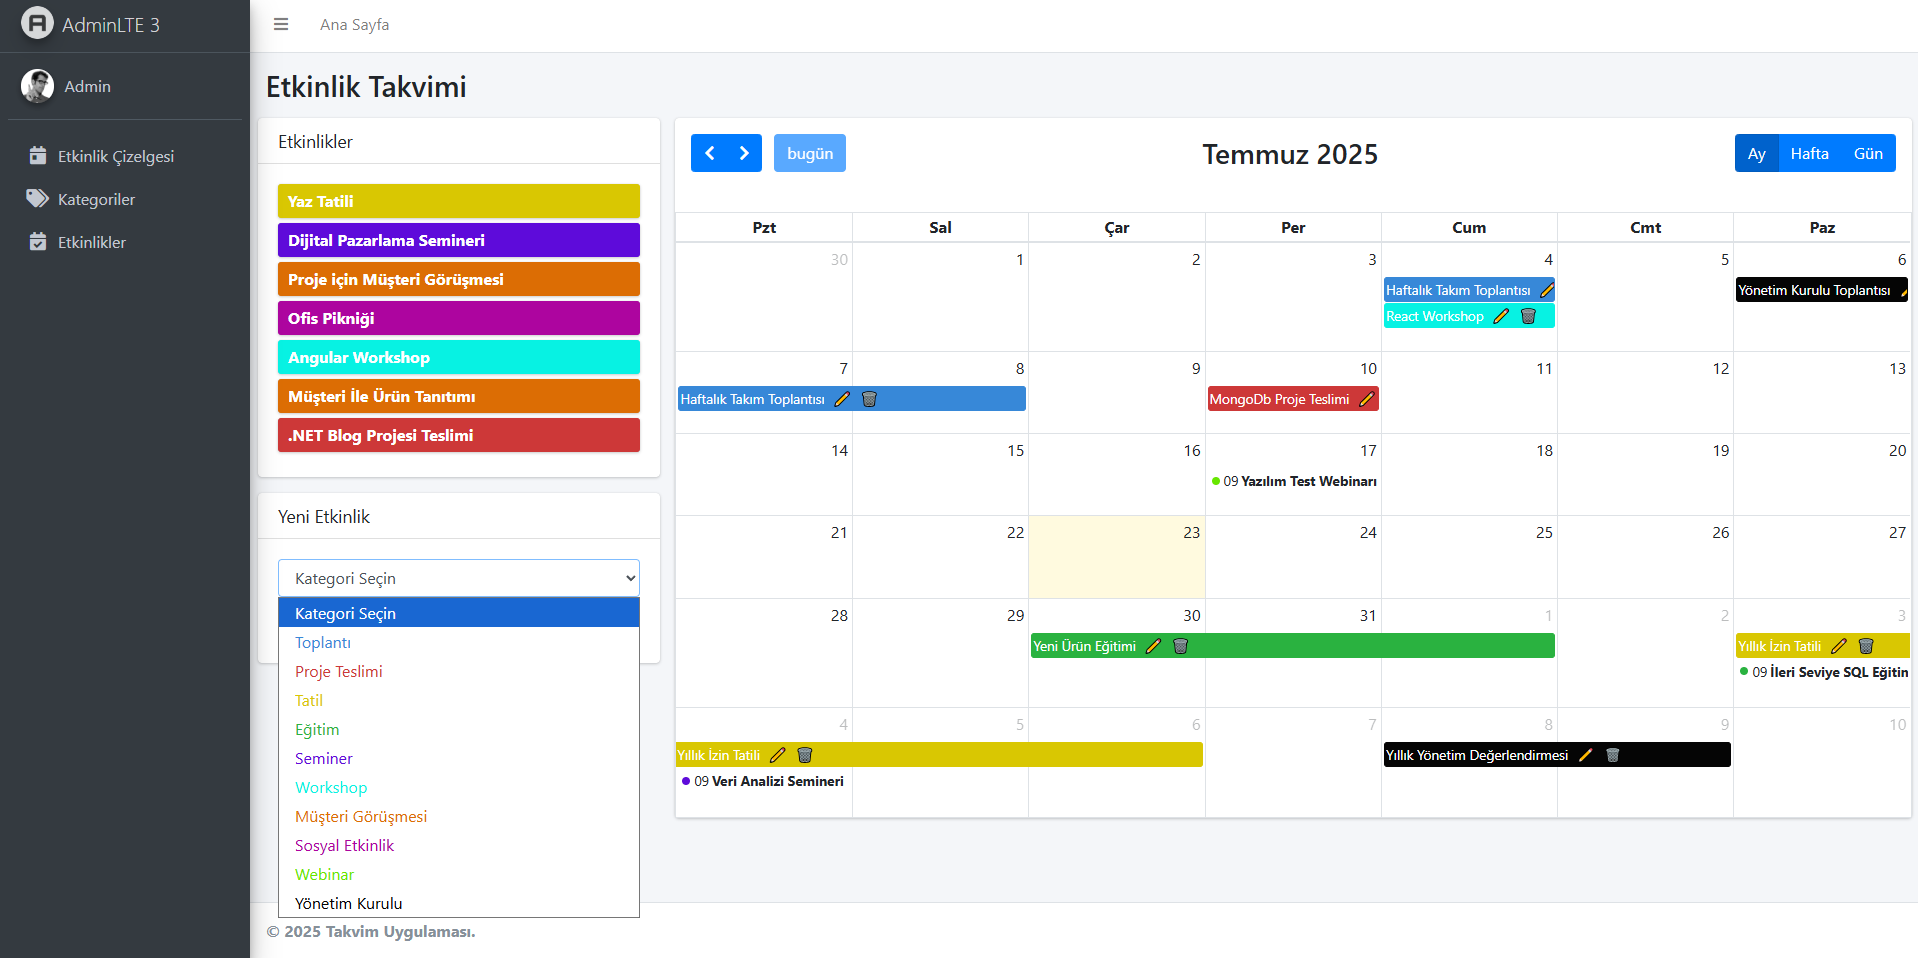 AdminLTE 3
Admin
Etkinlik Çizelgesi
Kategoriler
Etkinlikler
Ana Sayfa
Etkinlik Takvimi
Etkinlikler
Yaz Tatili
Dijital Pazarlama Semineri
Proje için Müşteri Görüşmesi
Ofis Pikniği
Angular Workshop
Müşteri İle Ürün Tanıtımı
.NET Blog Projesi Teslimi
Yeni Etkinlik
Kategori Seçin
Kategori Seçin
Toplantı
Proje Teslimi
Tatil
Eğitim
Seminer
Workshop
Müşteri Görüşmesi
Sosyal Etkinlik
Webinar
Yönetim Kurulu
bugün
Temmuz 2025
Ay Hafta Gün
Pzt Sal Çar Per Cum Cmt Paz
30 1 2 3 4 5 6
Haftalık Takım Toplantısı Yönetim Kurulu Toplantısı
React Workshop
7 8 9 10 11 12 13
Haftalık Takım Toplantısı MongoDb Proje Teslimi
14 15 16 17 18 19 20
09 Yazılım Test Webinarı
21 22 23 24 25 26 27
28 29 30 31 1 2 3
Yeni Ürün Eğitimi Yıllık İzin Tatili
09 İleri Seviye SQL Eğitin
4 5 6 7 8 9 10
Yıllık İzin Tatili Yıllık Yönetim Değerlendirmesi
09 Veri Analizi Semineri
© 2025 Takvim Uygulaması.